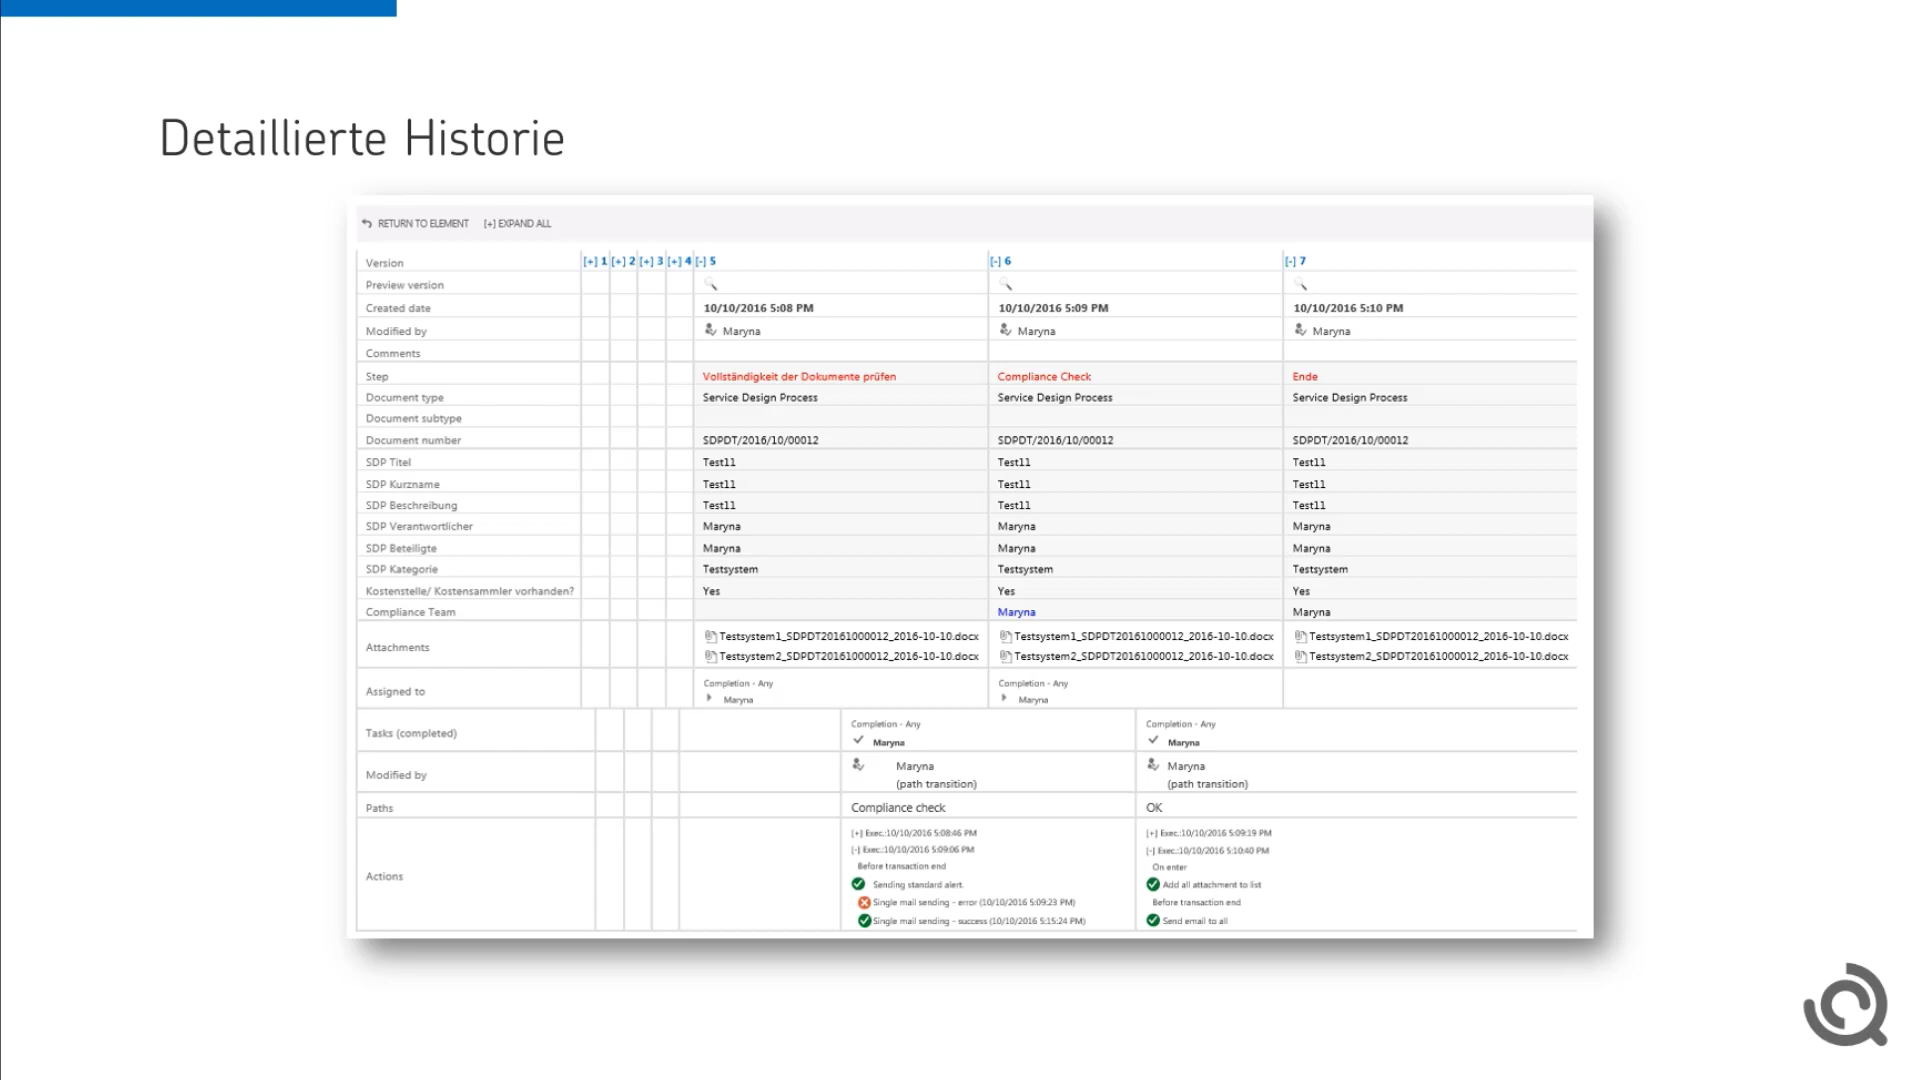 Detaillierte Historie
RETURN TO ELEMENT [+] EXPAND ALL
Version [+] 1 [+] 2 [+] 3 [+] 4 [-] 5 [-] 6 [-] 7
Preview version
Created date 10/10/2016 5:08 PM 10/10/2016 5:09 PM 10/10/2016 5:10 PM
Modified by Maryna Maryna Maryna
Comments
Step Vollständigkeit der Dokumente prüfen Compliance Check Ende
Document type Service Design Process Service Design Process Service Design Process
Document subtype
Document number SDPDT/2016/10/00012 SDPDT/2016/10/00012 SDPDT/2016/10/00012
SDP Titel Test11 Test11 Test11
SDP Kurzname Test11 Test11 Test11
SDP Beschreibung Test11 Test11 Test11
SDP Verantwortlicher Maryna Maryna Maryna
SDP Beteiligte Maryna Maryna Maryna
SDP Kategorie Testsystem Testsystem Testsystem
Kostenstelle/ Kostensammler vorhanden? Yes Yes Yes
Compliance Team Maryna Maryna
Attachments Testsystem1_SDPDT20161000012_2016-10-10.docx Testsystem1_SDPDT20161000012_2016-10-10.docx Testsystem1_SDPDT20161000012_2016-10-10.docx
Testsystem2_SDPDT20161000012_2016-10-10.docx Testsystem2_SDPDT20161000012_2016-10-10.docx Testsystem2_SDPDT20161000012_2016-10-10.docx
Assigned to Completion - Any Completion - Any
Maryna Maryna
Tasks (completed) Completion - Any Completion - Any
Maryna Maryna
Modified by Maryna Maryna
(path transition) (path transition)
Paths Compliance check OK
Actions [+] Exec.:10/10/2016 5:08:46 PM [+] Exec.:10/10/2016 5:09:19 PM
[-] Exec.:10/10/2016 5:09:06 PM [-] Exec.:10/10/2016 5:10:40 PM
Before transaction end On enter
Sending standard alert. Add all attachment to list
Single mail sending - error (10/10/2016 5:09:23 PM) Before transaction end
Single mail sending - success (10/10/2016 5:15:24 PM) Send email to all